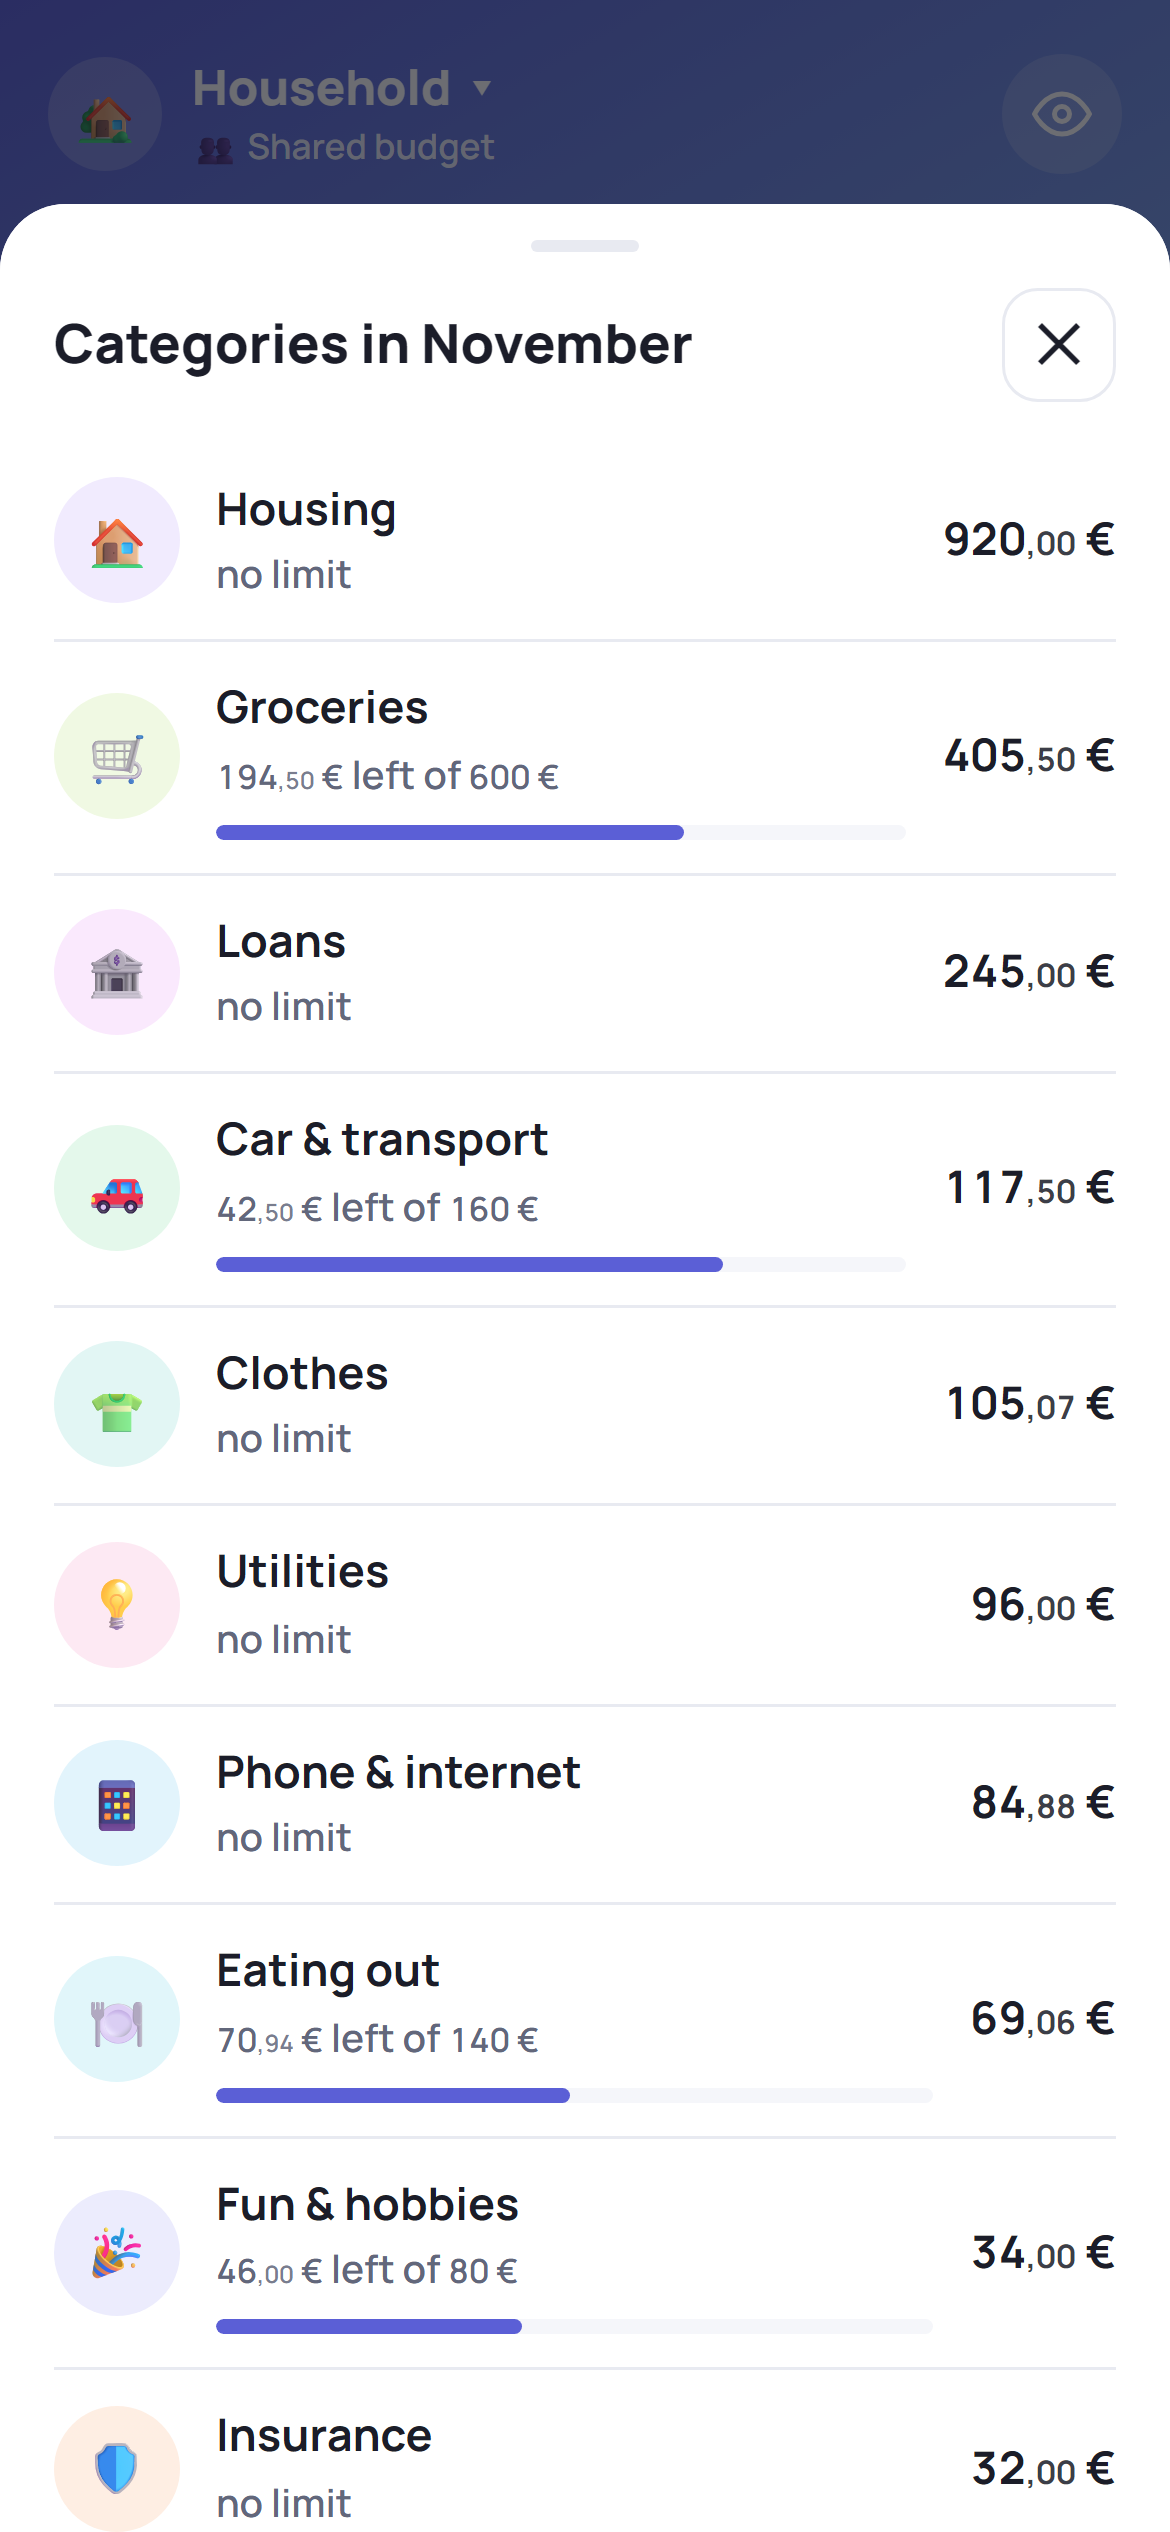 Household
Shared budget
Categories in November
Housing
no limit
920,00 €
Groceries
194,50 € left of 600 €
405,50 €
Loans
no limit
245,00 €
Car & transport
42,50 € left of 160 €
117,50 €
Clothes
no limit
105,07 €
Utilities
no limit
96,00 €
Phone & internet
no limit
84,88 €
Eating out
70,94 € left of 140 €
69,06 €
Fun & hobbies
46,00 € left of 80 €
34,00 €
Insurance
no limit
32,00 €